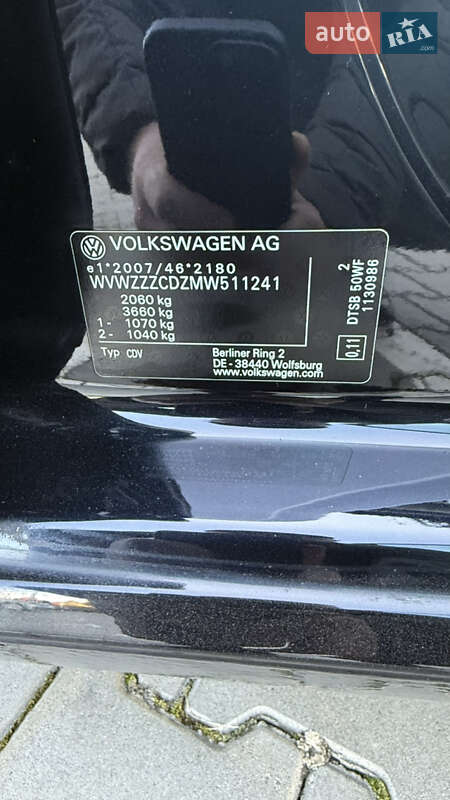 auto RIA
.com
VOLKSWAGEN AG
e1*2007/46*2180
WVWZZZCDZMW511241
2060 kg
3660 kg
1- 1070 kg
2- 1040 kg
Typ CDV
Berliner Ring 2
DE - 38440 Wolfsburg
www.volkswagen.com
0,11 DTSB 50WF 2
1130986